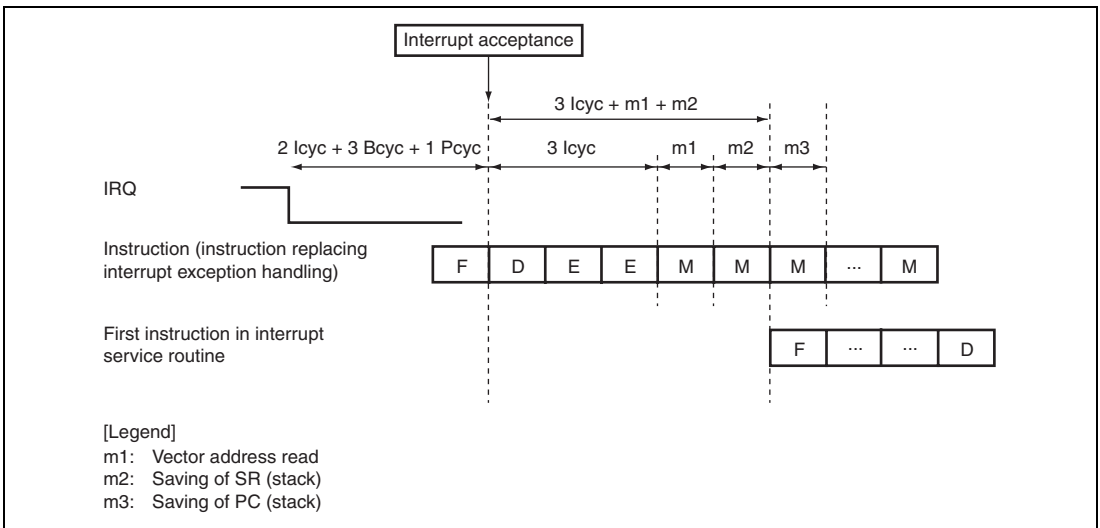 Interrupt acceptance
3 Icyc + m1 + m2
2 Icyc + 3 Bcyc + 1 Pcyc 3 Icyc m1 m2 m3
IRQ
Instruction (instruction replacing
interrupt exception handling)
F D E E M M M ... M
First instruction in interrupt
service routine
F ... ... D
[Legend]
m1: Vector address read
m2: Saving of SR (stack)
m3: Saving of PC (stack)